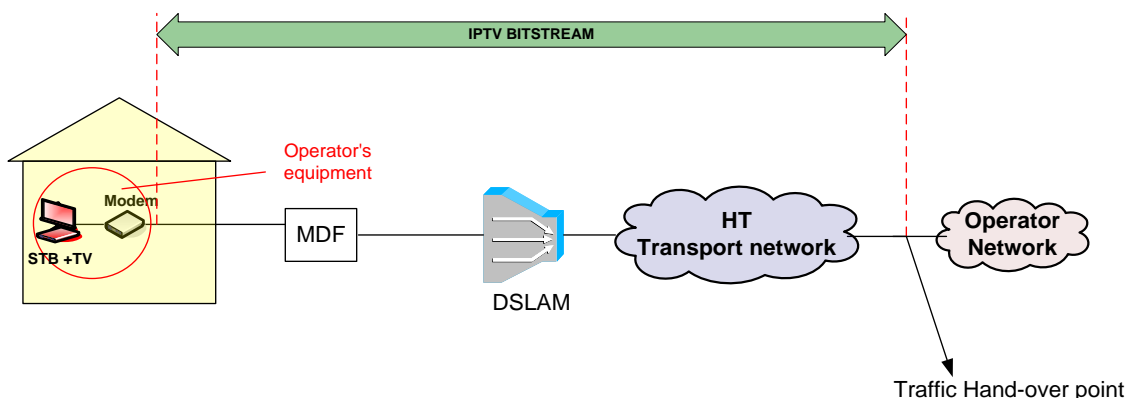 IPTV BITSTREAM
Operator's
equipment
Modem
STB +TV
MDF
DSLAM
HT
Transport network
Operator
Network
Traffic Hand-over point